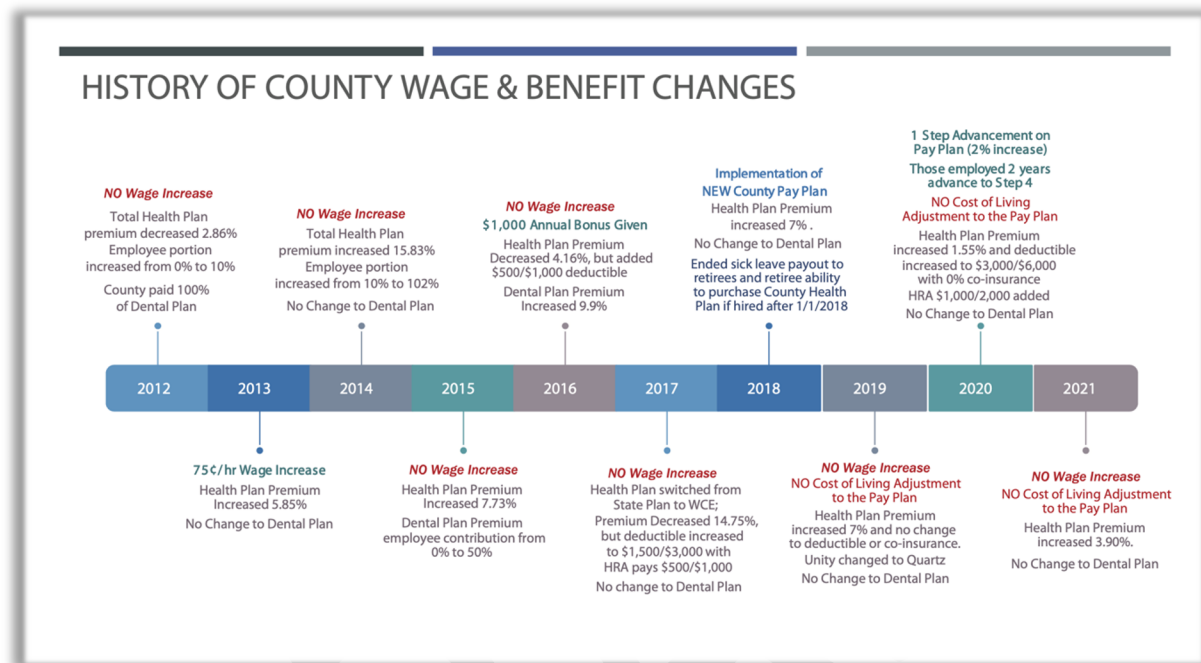 HISTORY OF COUNTY WAGE & BENEFIT CHANGES
NO Wage Increase
Total Health Plan
premium decreased 2.86%
Employee portion
increased from 0% to 10%
County paid 100%
of Dental Plan
NO Wage Increase
Total Health Plan
premium increased 15.83%
Employee portion
increased from 10% to 102%
No Change to Dental Plan
NO Wage Increase
$1,000 Annual Bonus Given
Health Plan Premium
Decreased 4.16%, but added
$500/$1,000 deductible
Dental Plan Premium
Increased 9.9%
Implementation of
NEW County Pay Plan
Health Plan Premium
increased 7% .
No Change to Dental Plan
Ended sick leave payout to
retirees and retiree ability
to purchase County Health
Plan if hired after 1/1/2018
1 Step Advancement on
Pay Plan (2% increase)
Those employed 2 years
advance to Step 4
NO Cost of Living
Adjustment to the Pay Plan
Health Plan Premium
increased 1.55% and deductible
increased to $3,000/$6,000
with 0% co-insurance
HRA $1,000/2,000 added
No Change to Dental Plan
2012 2013 2014 2015 2016 2017 2018 2019 2020 2021
75¢/hr Wage Increase
Health Plan Premium
Increased 5.85%
No Change to Dental Plan
NO Wage Increase
Health Plan Premium
Increased 7.73%
Dental Plan Premium
employee contribution from
0% to 50%
NO Wage Increase
Health Plan switched from
State Plan to WCE;
Premium Decreased 14.75%,
but deductible increased
to $1,500/$3,000 with
HRA pays $500/$1,000
No change to Dental Plan
NO Wage Increase
NO Cost of Living Adjustment
to the Pay Plan
Health Plan Premium
increased 7% and no change
to deductible or co-insurance.
Unity changed to Quartz
No Change to Dental Plan
NO Wage Increase
NO Cost of Living Adjustment
to the Pay Plan
Health Plan Premium
increased 3.90%.
No Change to Dental Plan